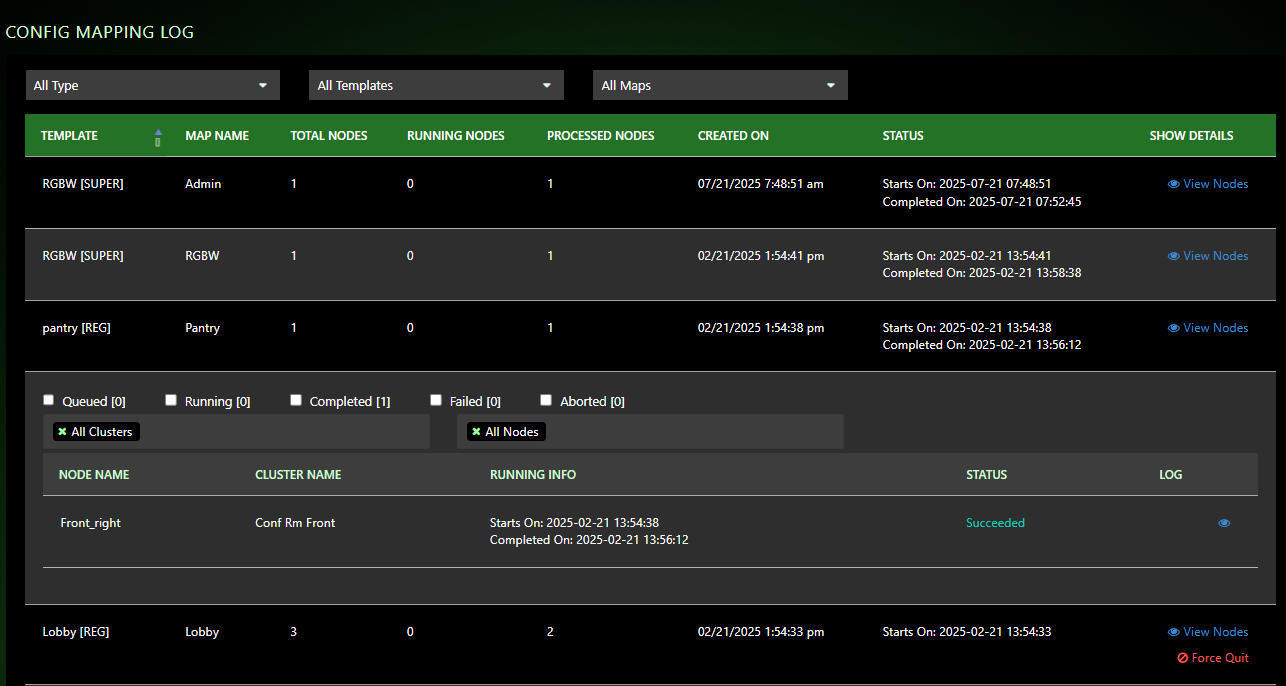 CONFIG MAPPING LOG
All Type All Templates All Maps
TEMPLATE MAP NAME TOTAL NODES RUNNING NODES PROCESSED NODES CREATED ON STATUS SHOW DETAILS
RGBW [SUPER] Admin 1 0 1 07/21/2025 7:48:51 am Starts On: 2025-07-21 07:48:51 View Nodes
Completed On: 2025-07-21 07:52:45
RGBW [SUPER] RGBW 1 0 1 02/21/2025 1:54:41 pm Starts On: 2025-02-21 13:54:41 View Nodes
Completed On: 2025-02-21 13:58:38
pantry [REG] Pantry 1 0 1 02/21/2025 1:54:38 pm Starts On: 2025-02-21 13:54:38 View Nodes
Completed On: 2025-02-21 13:56:12
Queued [0] Running [0] Completed [1] Failed [0] Aborted [0]
All Clusters All Nodes
NODE NAME CLUSTER NAME RUNNING INFO STATUS LOG
Front_right Conf Rm Front Starts On: 2025-02-21 13:54:38 Succeeded
Completed On: 2025-02-21 13:56:12
Lobby [REG] Lobby 3 0 2 02/21/2025 1:54:33 pm Starts On: 2025-02-21 13:54:33 View Nodes
Force Quit